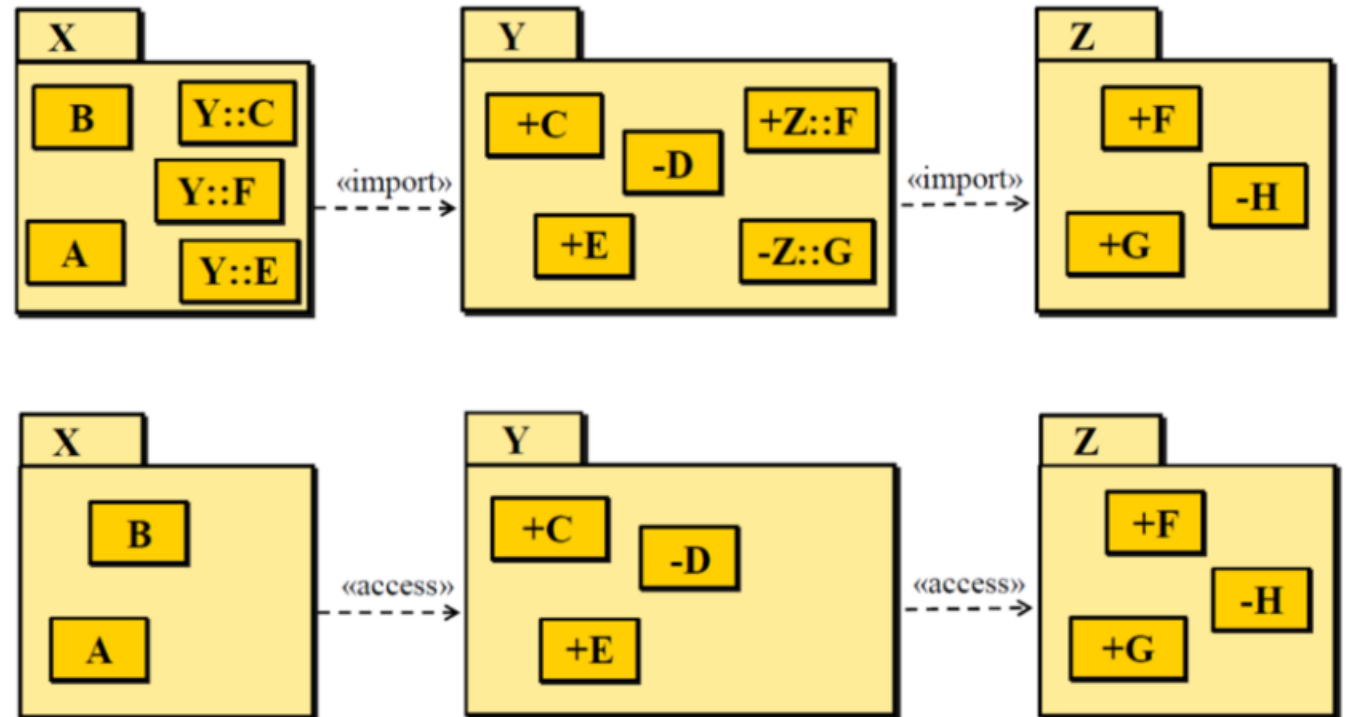 X
B
Y::C
Y::F
A
Y::E
«import»
Y
+C
-D
+Z::F
+E
-Z::G
«import»
Z
+F
-H
+G
X
B
A
«access»
Y
+C
-D
+E
«access»
Z
+F
-H
+G